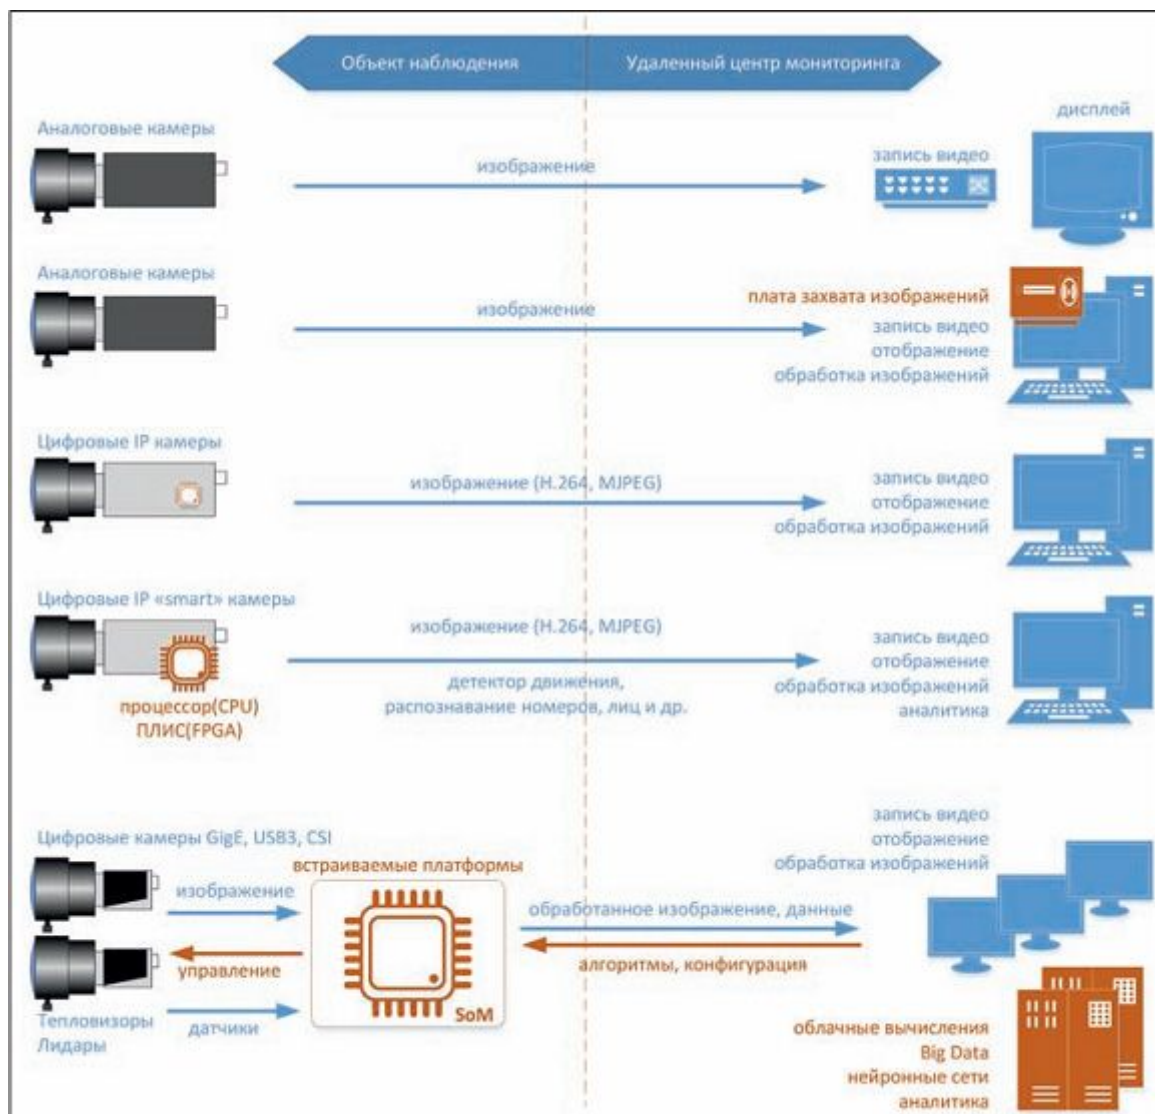 Объект наблюдения
Удаленный центр мониторинга
дисплей
Аналоговые камеры
изображение
запись видео
Аналоговые камеры
изображение
плата захвата изображений
запись видео
отображение
обработка изображений
Цифровые IP камеры
изображение (H.264, MJPEG)
запись видео
отображение
обработка изображений
Цифровые IP «smart» камеры
изображение (H.264, MJPEG)
детектор движения,
распознавание номеров, лиц и др.
процессор(CPU)
ПЛИС(FPGA)
запись видео
отображение
обработка изображений
аналитика
Цифровые камеры GigE, USB3, CSI
встраиваемые платформы
изображение
управление
датчики
Тепловизоры
Лидары
SoM
обработанное изображение, данные
алгоритмы, конфигурация
запись видео
отображение
обработка изображений
облачные вычисления
Big Data
нейронные сети
аналитика